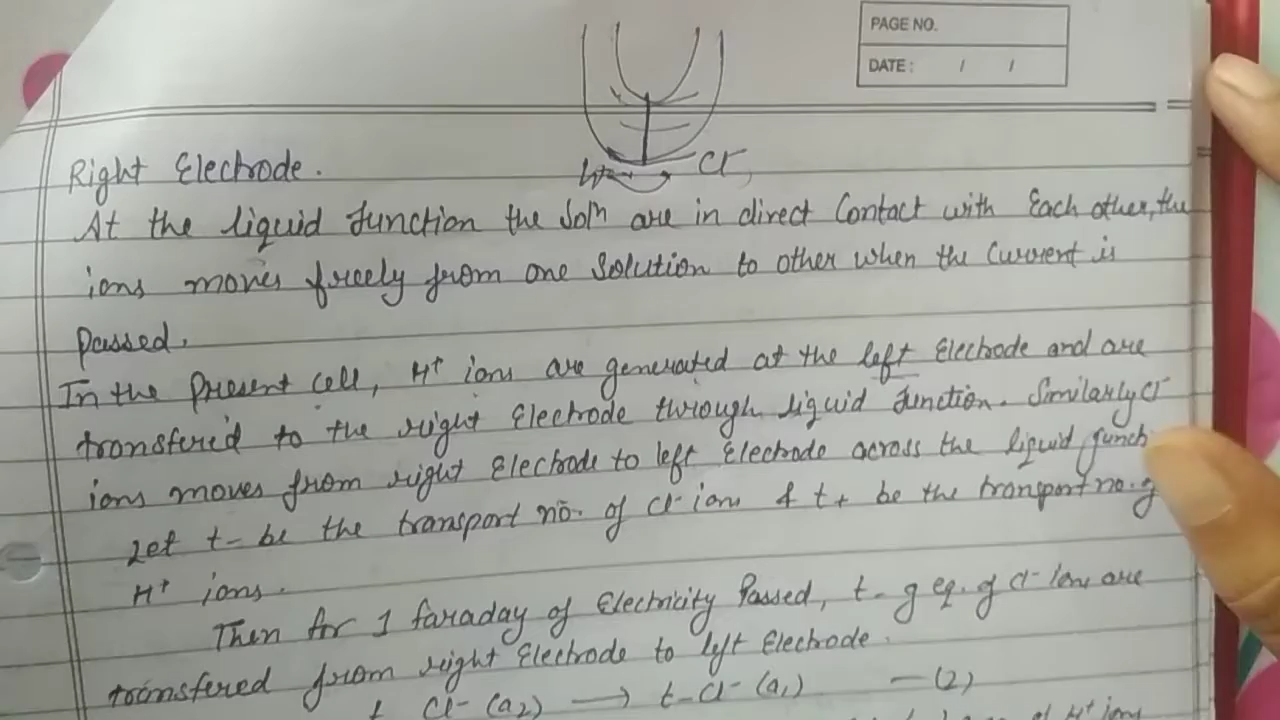 PAGE NO.
DATE : / /
H+ Cl-,
Right Electrode.
At the liquid Junction the Solⁿ are in direct Contact with Each other, the
ions moves freely from one Solution to other when the Current is
passed.
In the Present cell, H+ ions are generated at the left Electrode and are
transfered to the right Electrode through liquid Junction. Similarly Cl-
ions moves from right Electrode to left Electrode across the liquid Junch
Let t- be the transport no. of Cl- ions & t+ be the transport no. of
H+ ions.
Then for 1 faraday of Electricity Passed, t- g eq. of Cl- ions are
transfered from right Electrode to left Electrode.
t- Cl- (a₂) → t- Cl- (a₁) —(2)
of H+ ions